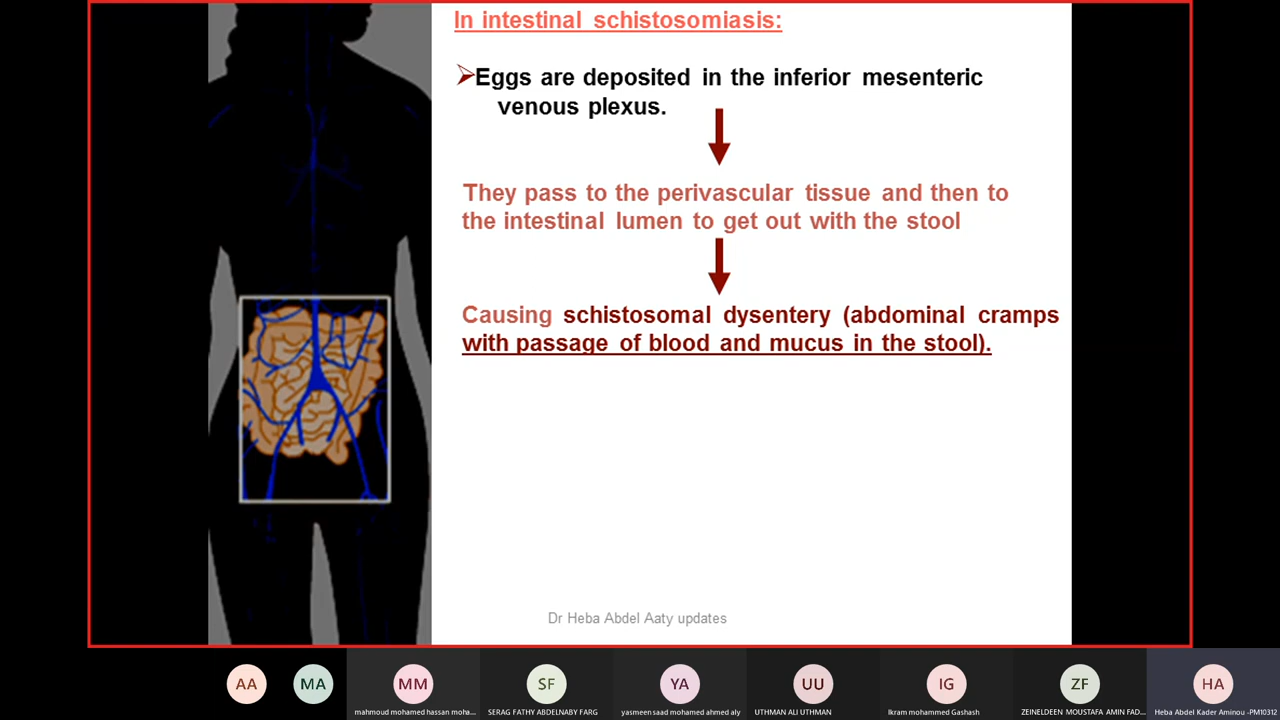 In intestinal schistosomiasis:
Eggs are deposited in the inferior mesenteric
venous plexus.
They pass to the perivascular tissue and then to
the intestinal lumen to get out with the stool
Causing schistosomal dysentery (abdominal cramps
with passage of blood and mucus in the stool).
Dr Heba Abdel Aaty updates
AA
MA
MM
SF
YA
UU
IG
ZF
HA
mahmoud mohamed hassan moha...
SERAG FATHY ABDELNABY FARG
yasmeen saad mohamed ahmed aly
UTHMAN ALI UTHMAN
Ikram mohammed Gashash
ZEINELDEEN MOUSTAFA AMIN FAD...
Heba Abdel Kader Aminou -PM10312